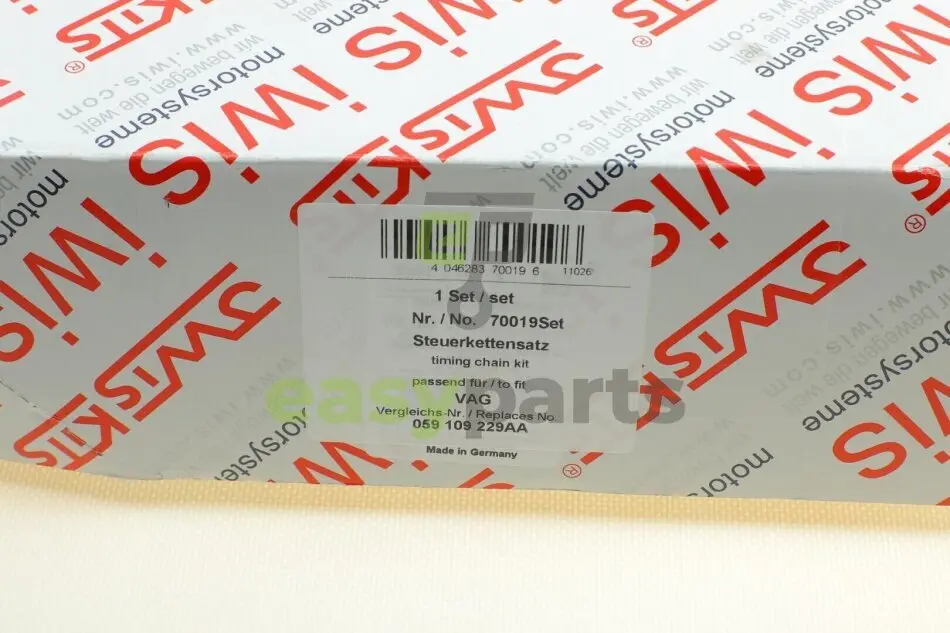 iwis
motorsysteme
wir bewegen die welt
www.iwis.com
JWisKiTs
®
4 046283 70019 6 11026
1 Set / set
Nr. / No. 70019Set
Steuerkettensatz
timing chain kit
passend für / to fit
VAG
Vergleichs-Nr. / Replaces No.
059 109 229AA
Made in Germany
easyparts